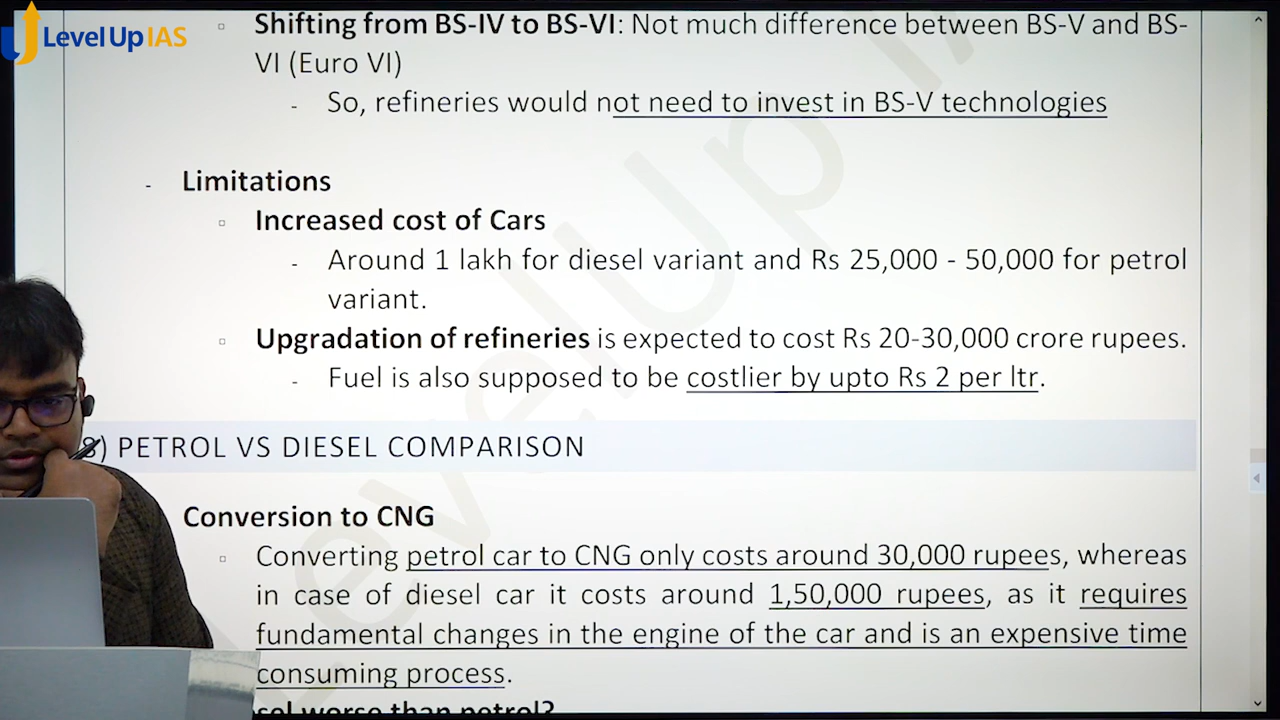 Level Up IAS
Shifting from BS-IV to BS-VI: Not much difference between BS-V and BS-
VI (Euro VI)
- So, refineries would not need to invest in BS-V technologies
- Limitations
Increased cost of Cars
- Around 1 lakh for diesel variant and Rs 25,000 - 50,000 for petrol
variant.
Upgradation of refineries is expected to cost Rs 20-30,000 crore rupees.
- Fuel is also supposed to be costlier by upto Rs 2 per ltr.
8) PETROL VS DIESEL COMPARISON
Conversion to CNG
Converting petrol car to CNG only costs around 30,000 rupees, whereas
in case of diesel car it costs around 1,50,000 rupees, as it requires
fundamental changes in the engine of the car and is an expensive time
consuming process.
worse than petrol?
LevelUp